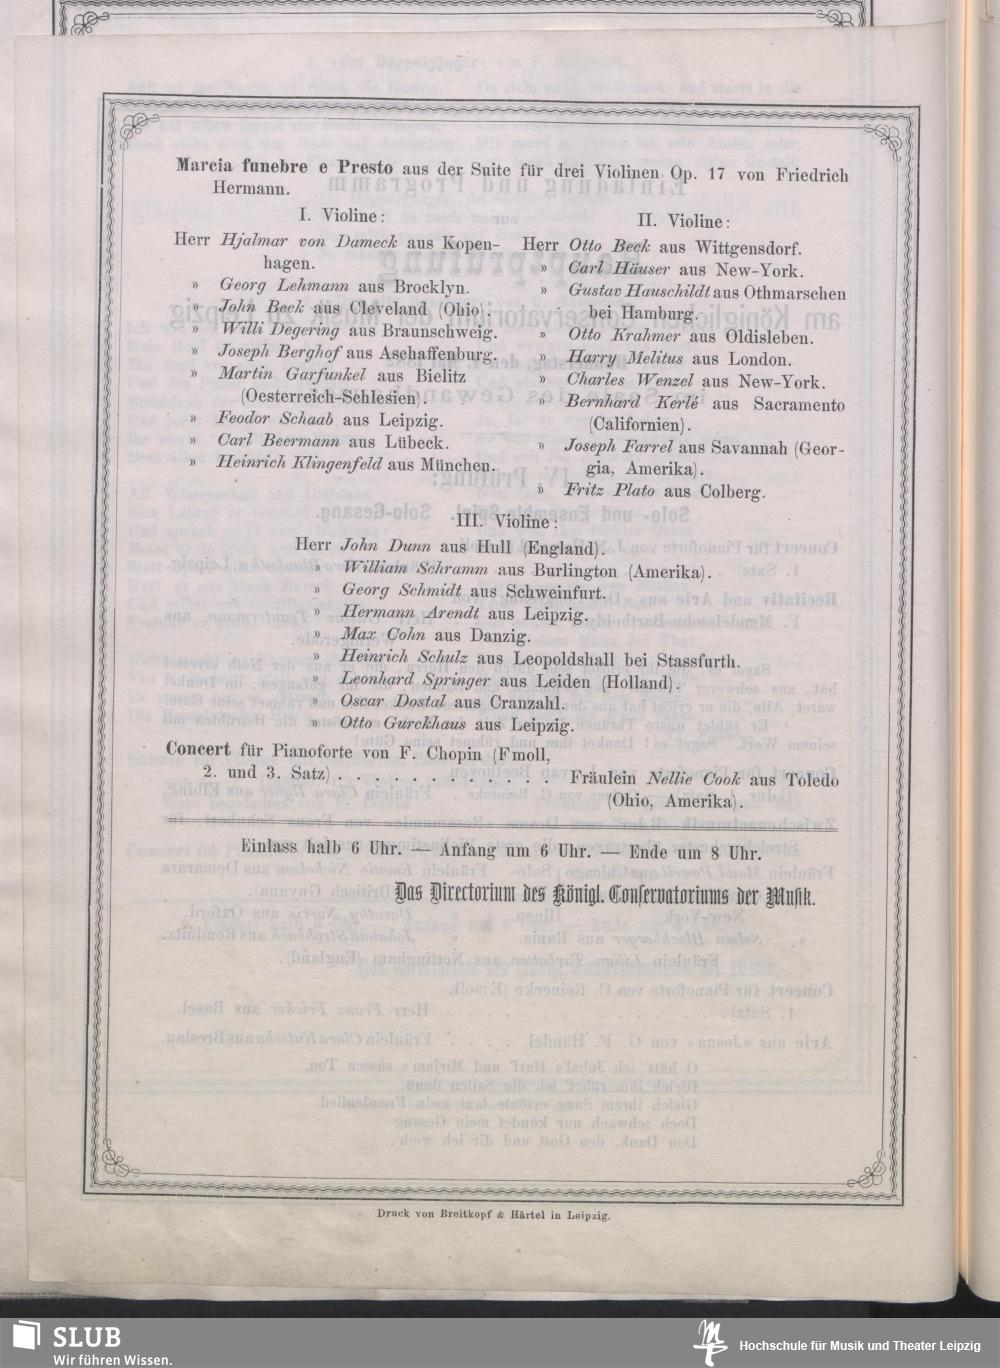 Marcia funebre e Presto aus der Suite für drei Violinen Op. 17 von Friedrich
Hermann.
I. Violine:
Herr Hjalmar von Dameck aus Kopen-
hagen.
» Georg Lehmann aus Brocklyn.
» John Beck aus Cleveland (Ohio).
» Willi Degering aus Braunschweig.
» Joseph Berghof aus Aschaffenburg.
» Martin Garfunkel aus Bielitz
(Oesterreich-Schlesien).
» Feodor Schaab aus Leipzig.
» Carl Beermann aus Lübeck.
» Heinrich Klingenfeld aus München.
II. Violine:
Herr Otto Beck aus Wittgensdorf.
» Carl Häuser aus New-York.
» Gustav Hauschildt aus Othmarschen
bei Hamburg.
» Otto Krahmer aus Oldisleben.
» Harry Melitus aus London.
» Charles Wenzel aus New-York.
» Bernhard Kerlé aus Sacramento
(Californien).
» Joseph Farrel aus Savannah (Geor-
gia, Amerika).
» Fritz Plato aus Colberg.
III. Violine:
Herr John Dunn aus Hull (England).
» William Schramm aus Burlington (Amerika).
» Georg Schmidt aus Schweinfurt.
» Hermann Arendt aus Leipzig.
» Max Cohn aus Danzig.
» Heinrich Schulz aus Leopoldshall bei Stassfurth.
» Leonhard Springer aus Leiden (Holland).
» Oscar Dostal aus Cranzahl.
» Otto Gurckhaus aus Leipzig.
Concert für Pianoforte von F. Chopin (Fmoll,
2. und 3. Satz) . . . . . . . . . . . . . Fräulein Nellie Cook aus Toledo
(Ohio, Amerika).
Einlass halb 6 Uhr. — Anfang um 6 Uhr. — Ende um 8 Uhr.
Das Directorium des Königl. Conservatoriums der Musik.
Druck von Breitkopf & Härtel in Leipzig.
SLUB
Wir führen Wissen.
Hochschule für Musik und Theater Leipzig